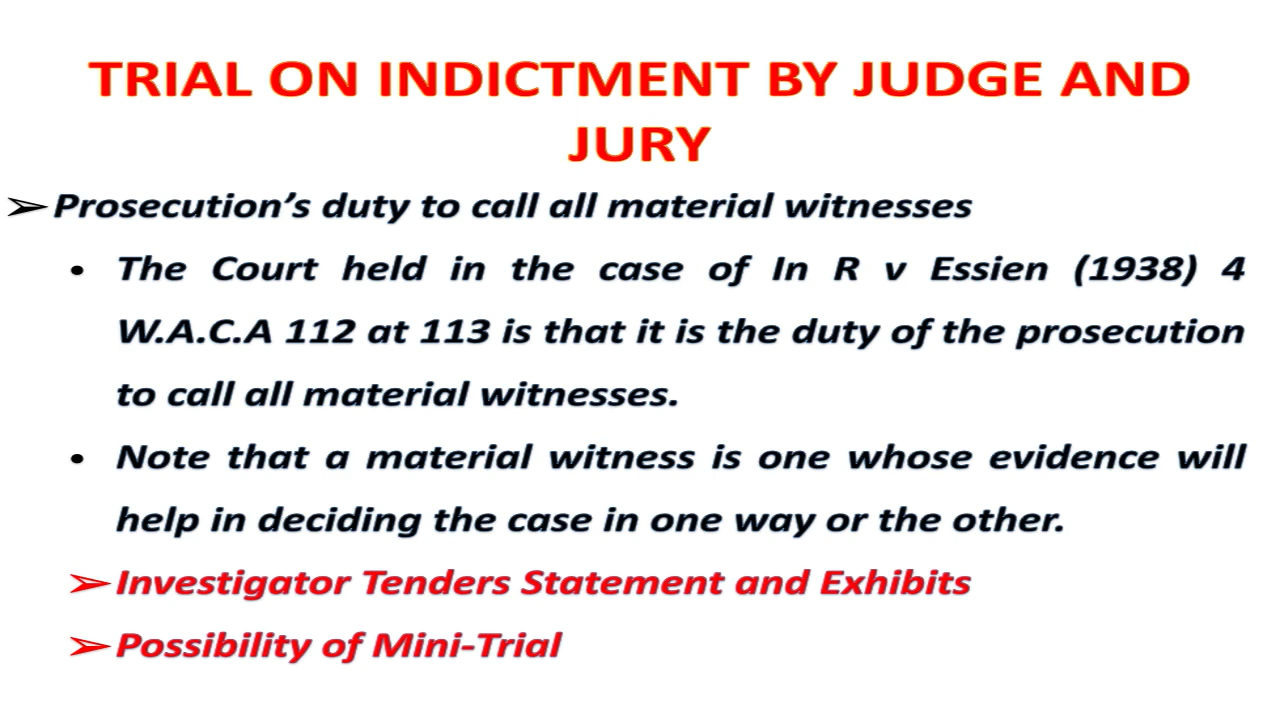 TRIAL ON INDICTMENT BY JUDGE AND
JURY
➢ Prosecution’s duty to call all material witnesses
• The Court held in the case of In R v Essien (1938) 4
W.A.C.A 112 at 113 is that it is the duty of the prosecution
to call all material witnesses.
• Note that a material witness is one whose evidence will
help in deciding the case in one way or the other.
➢ Investigator Tenders Statement and Exhibits
➢ Possibility of Mini-Trial